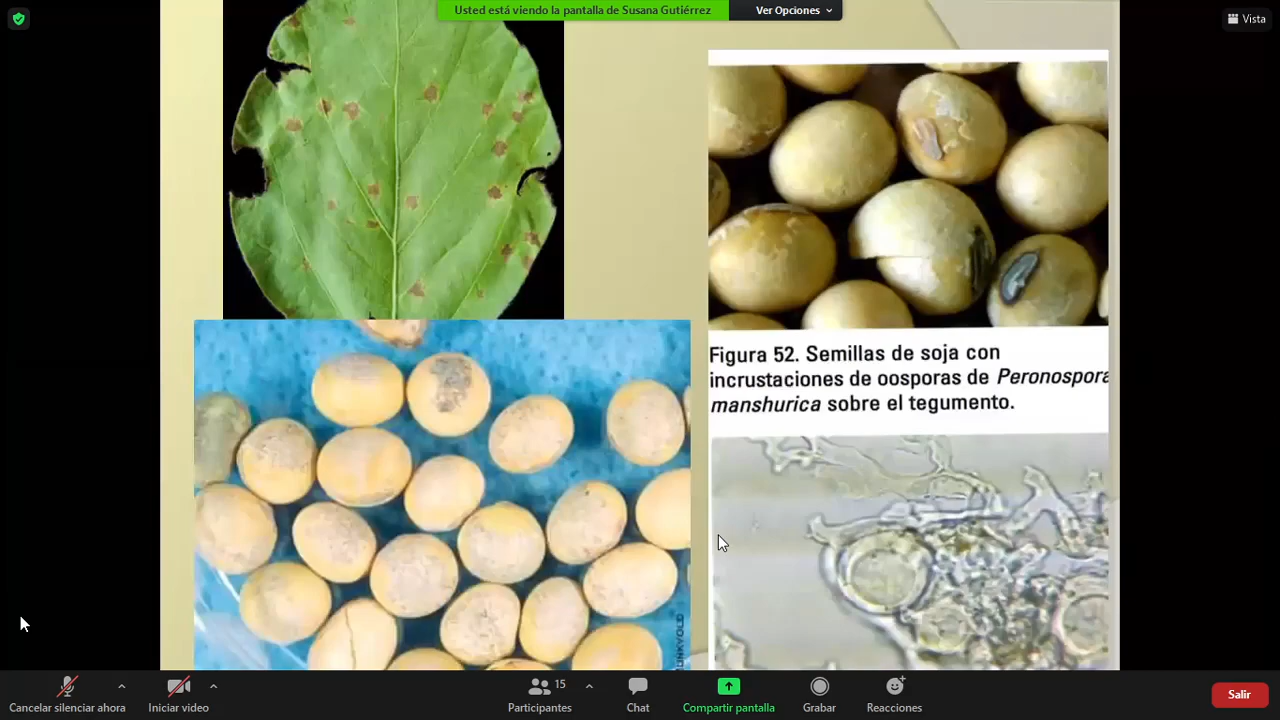 Usted está viendo la pantalla de Susana Gutiérrez
Ver Opciones
Vista
Figura 52. Semillas de soja con
incrustaciones de oosporas de Peronospora
manshurica sobre el tegumento.
Cancelar silenciar ahora
Iniciar video
15
Participantes
Chat
Compartir pantalla
Grabar
Reacciones
Salir